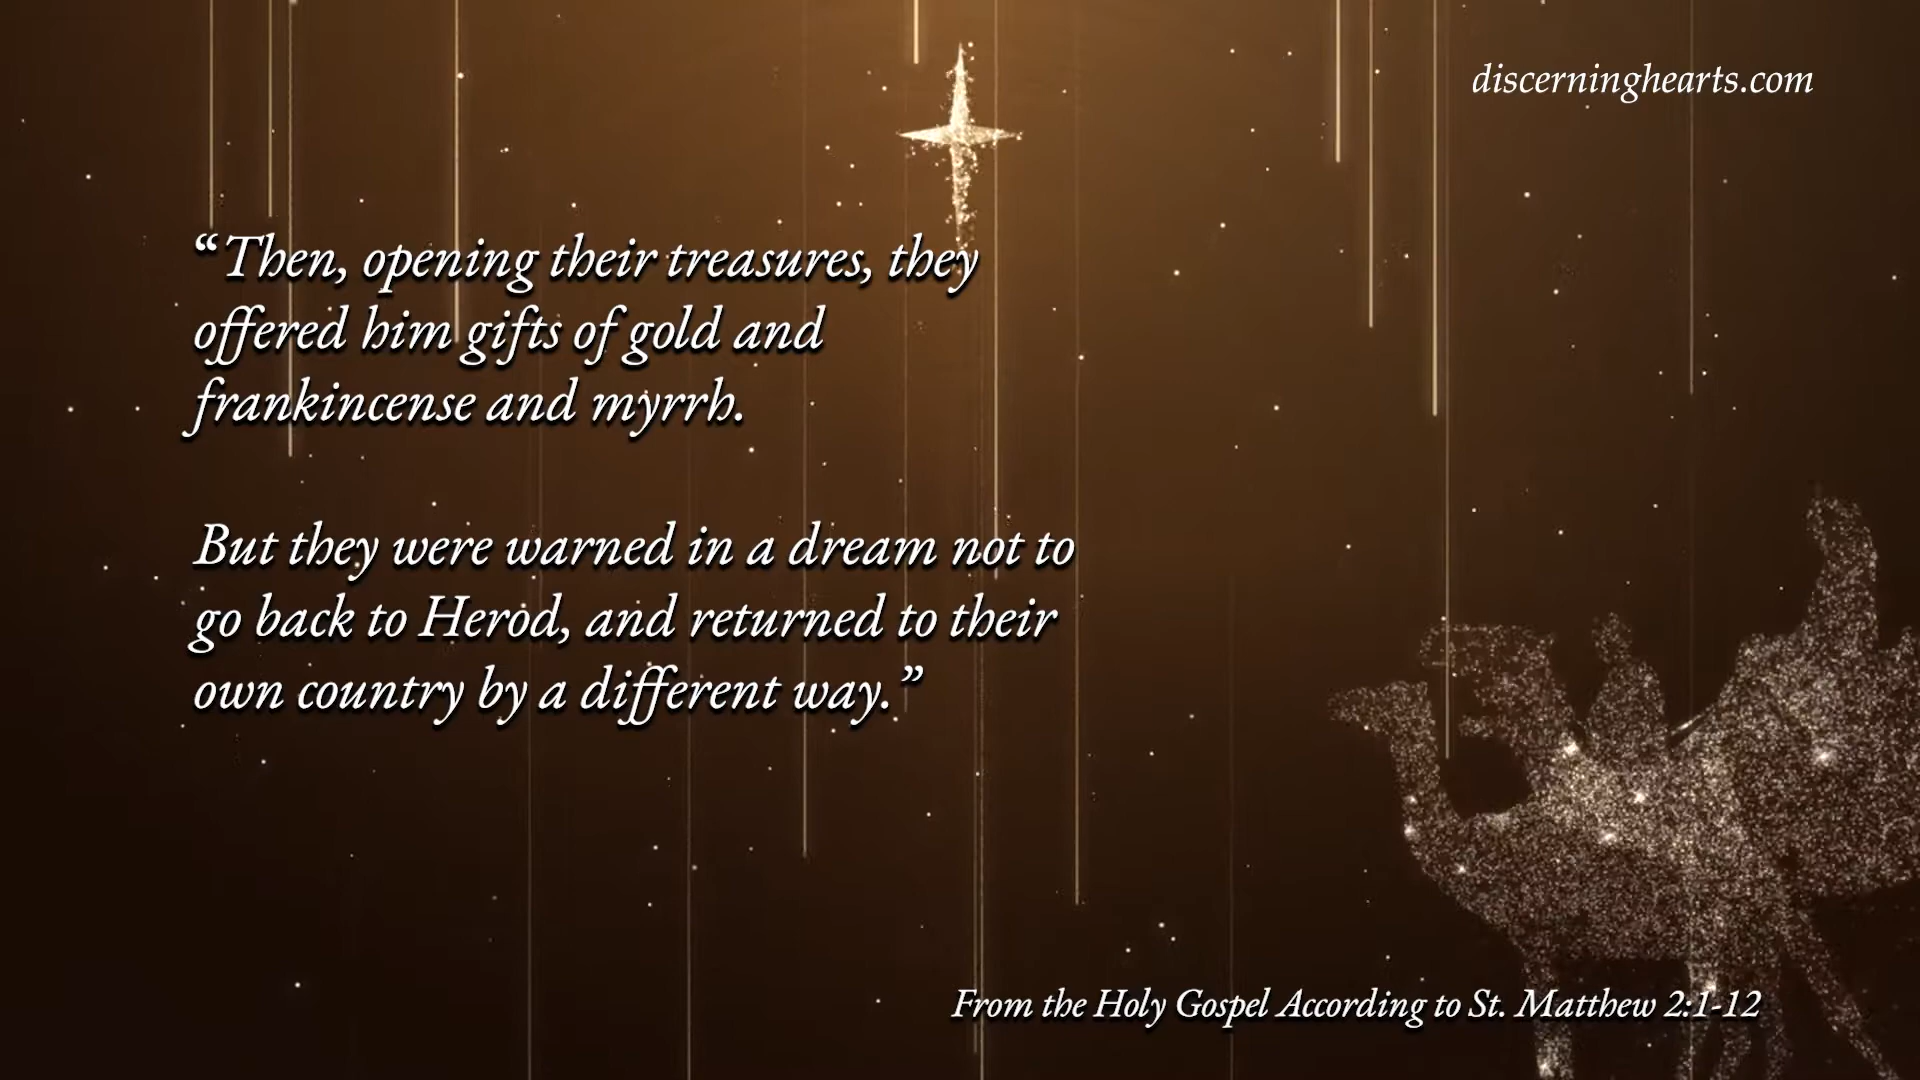 discerninghearts.com
“Then, opening their treasures, they
offered him gifts of gold and
frankincense and myrrh.
But they were warned in a dream not to
go back to Herod, and returned to their
own country by a different way.”
From the Holy Gospel According to St. Matthew 2:1-12